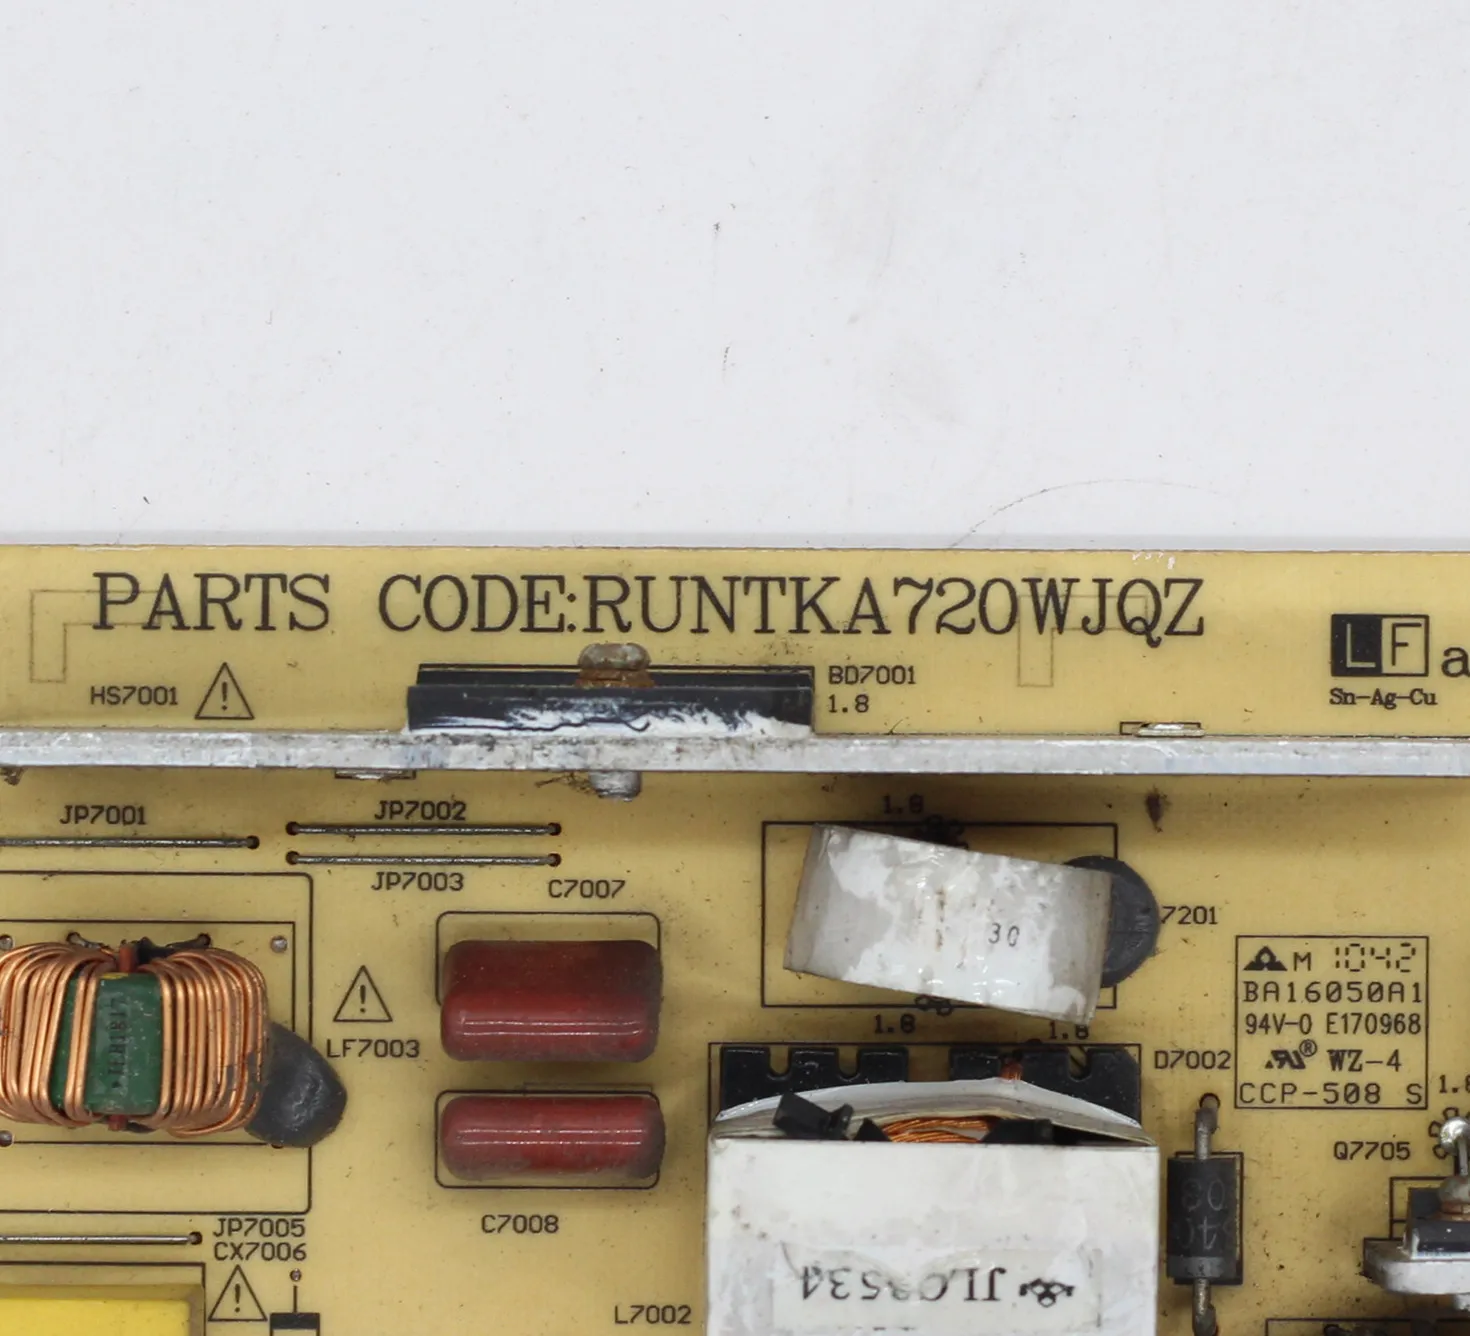 PARTS CODE:RUNTKA720WJQZ
LF a
Sn-Ag-Cu
HS7001
BD7001
1.8
JP7001
JP7002
JP7003
C7007
1.8
30
7201
1.8
1.8
LF7003
D7002
M 1042
BA16050A1
94V-0 E170968
WZ-4
CCP-508 S
1.8
Q7705
JP7005
CX7006
C7008
L7002